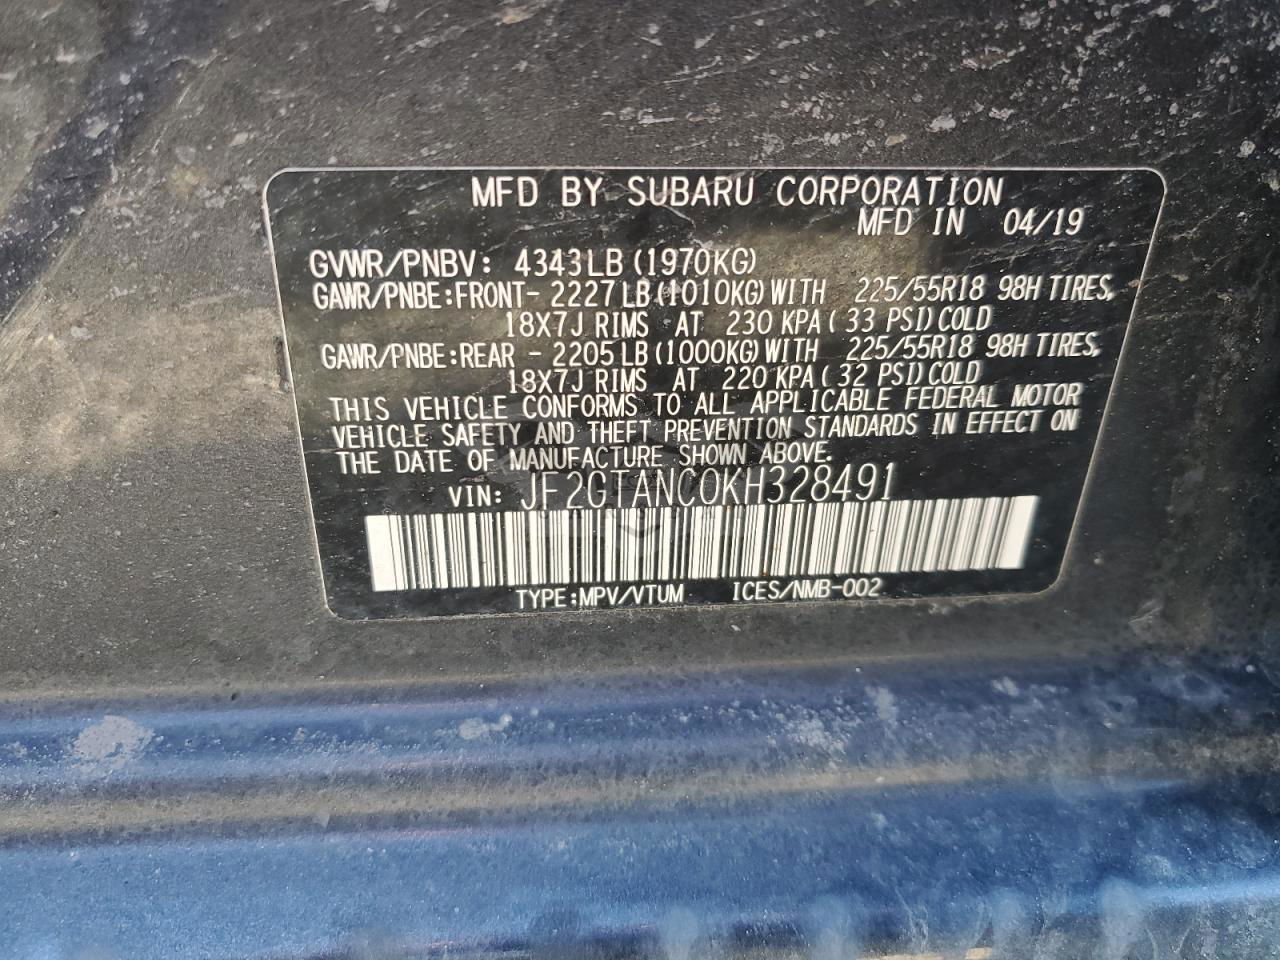 MFD BY SUBARU CORPORATION
MFD IN 04/19
GVWR/PNBV: 4343LB (1970KG)
GAWR/PNBE:FRONT- 2227LB (1010KG) WITH 225/55R18 98H TIRES,
18X7J RIMS AT 230 KPA ( 33 PSI) COLD
GAWR/PNBE:REAR - 2205LB (1000KG) WITH 225/55R18 98H TIRES,
18X7J RIMS AT 220 KPA ( 32 PSI) COLD
THIS VEHICLE CONFORMS TO ALL APPLICABLE FEDERAL MOTOR
VEHICLE SAFETY AND THEFT PREVENTION STANDARDS IN EFFECT ON
THE DATE OF MANUFACTURE SHOWN ABOVE.
VIN: JF2GTANC0KH328491
TYPE:MPV/VTUM ICES/NMB-002